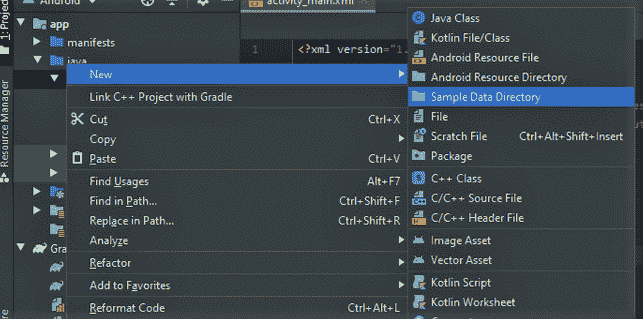 Android
activity_main.xml
1: Project
app
manifests
java
1
<?xml version="1.
Resource Manager
New
Link C++ Project with Gradle
Cut Ctrl+X
Copy
Paste Ctrl+V
Find Usages Alt+F7
Find in Path... Ctrl+Shift+F
Replace in Path... Ctrl+Shift+R
Analyze
Refactor
Add to Favorites
Reformat Code Ctrl+Alt+L
Gra
Java Class
Kotlin File/Class
Android Resource File
Android Resource Directory
Sample Data Directory
File
Scratch File Ctrl+Alt+Shift+Insert
Package
C++ Class
C/C++ Source File
C/C++ Header File
Image Asset
Vector Asset
Kotlin Script
Kotlin Worksheet